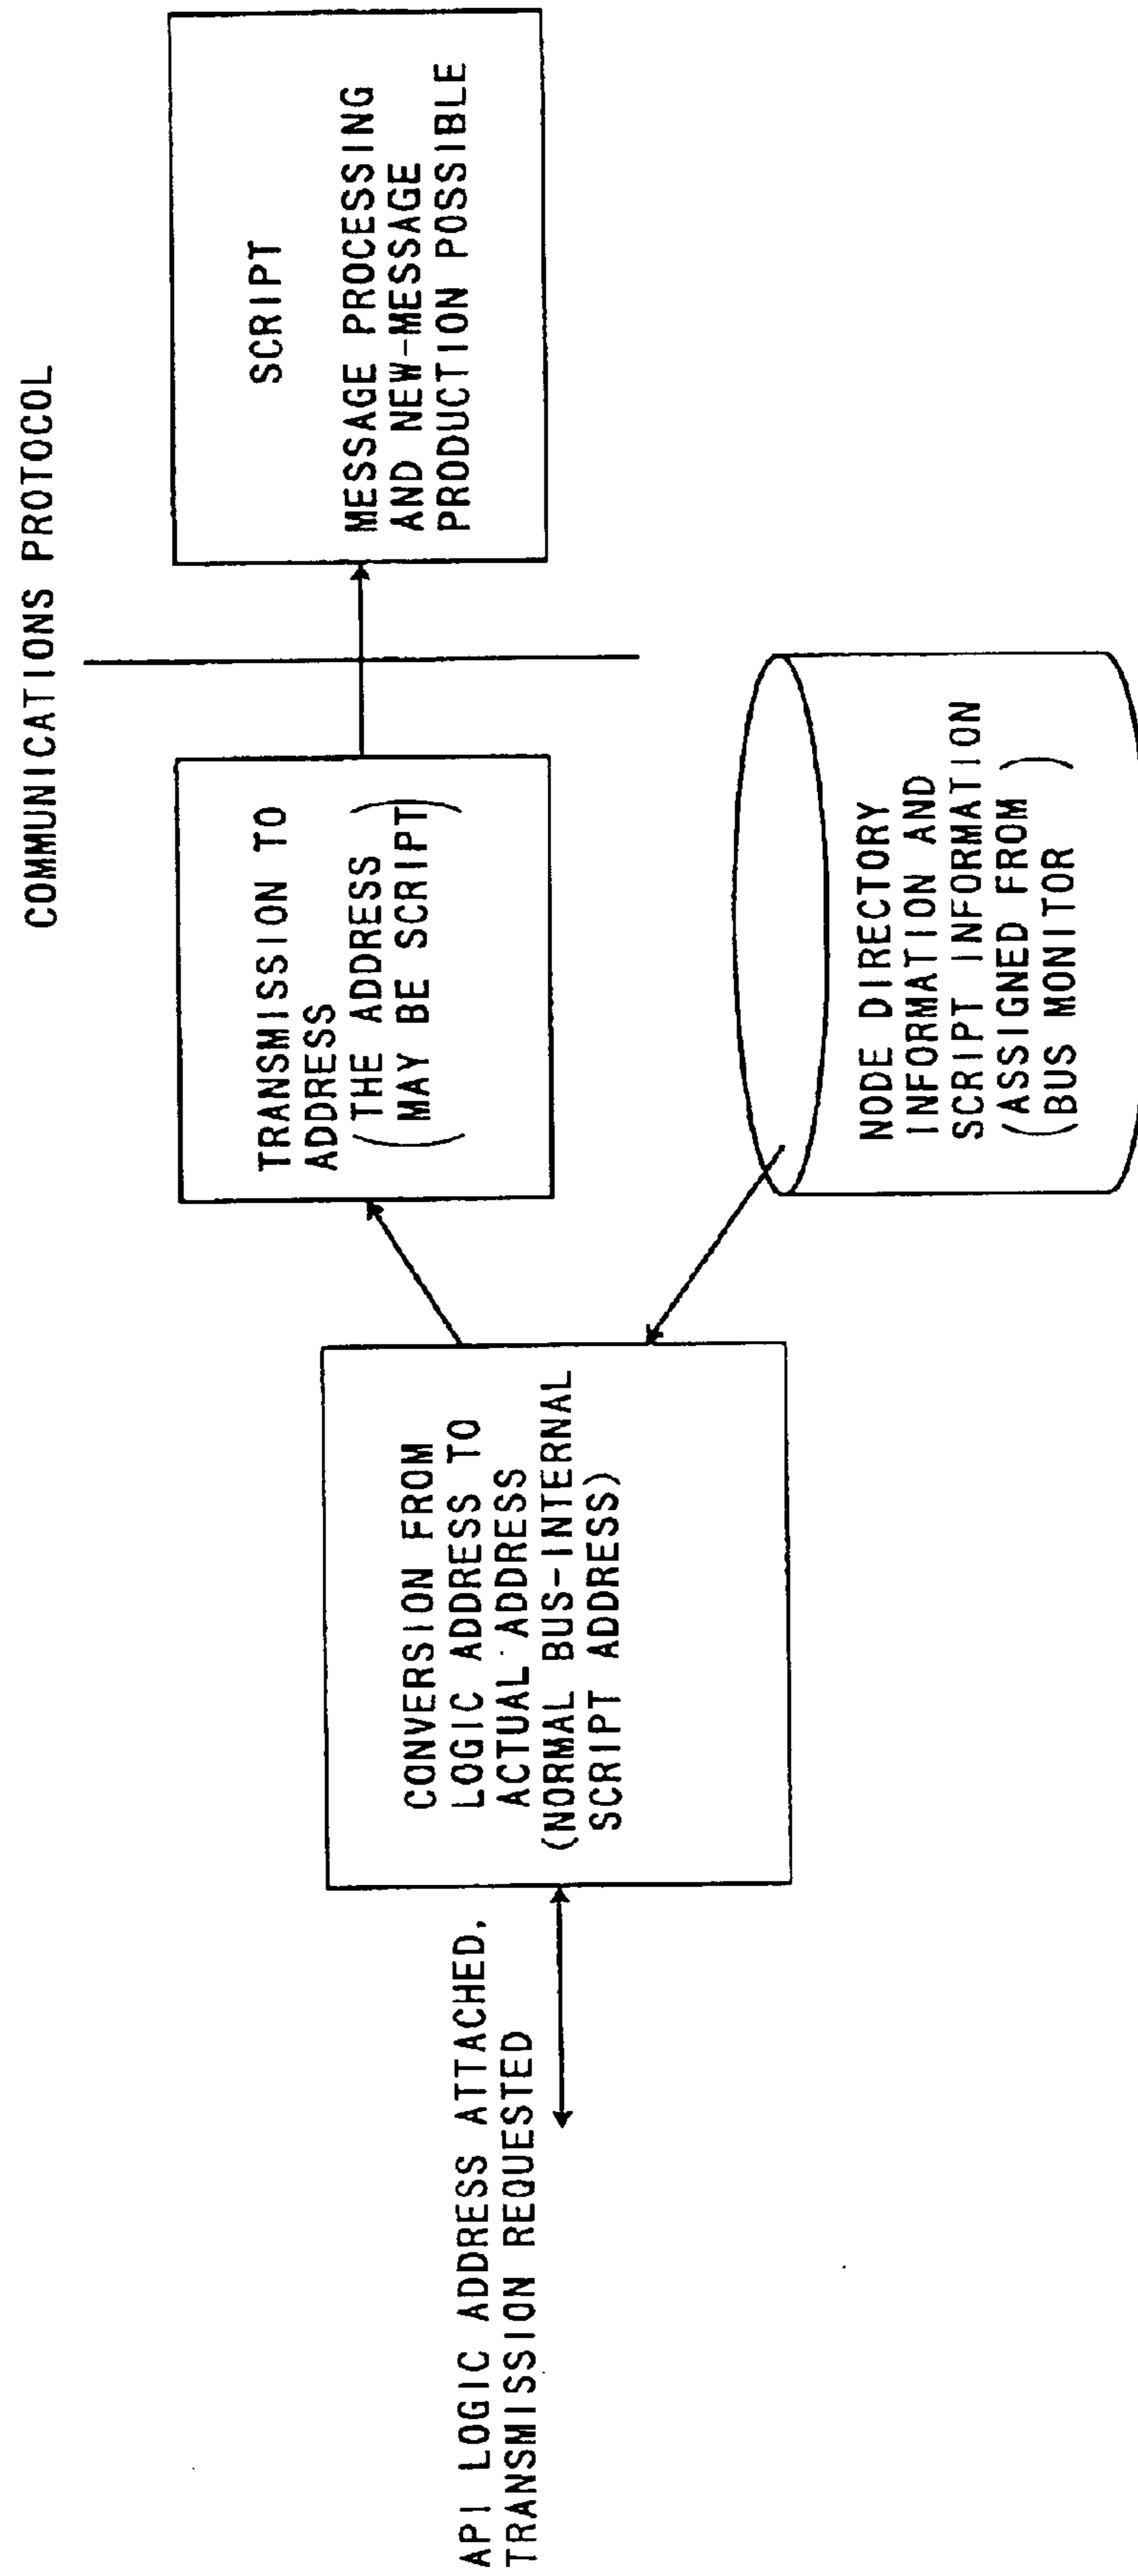 COMMUNICATIONS PROTOCOL
API LOGIC ADDRESS ATTACHED,
TRANSMISSION REQUESTED
CONVERSION FROM
LOGIC ADDRESS TO
ACTUAL ADDRESS
(NORMAL BUS-INTERNAL
SCRIPT ADDRESS)
TRANSMISSION TO
ADDRESS
(THE ADDRESS
MAY BE SCRIPT)
SCRIPT
MESSAGE PROCESSING
AND NEW-MESSAGE
PRODUCTION POSSIBLE
NODE DIRECTORY
INFORMATION AND
SCRIPT INFORMATION
(ASSIGNED FROM
BUS MONITOR)